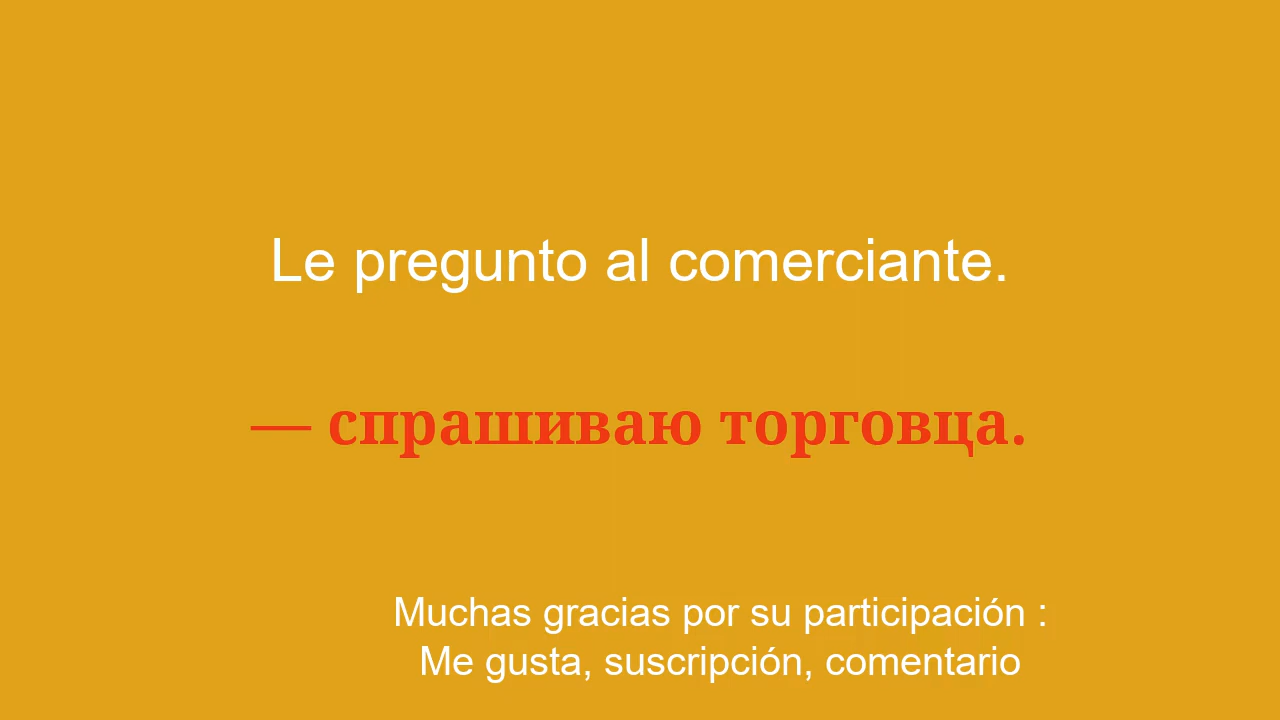 Le pregunto al comerciante.
— спрашиваю торговца.
Muchas gracias por su participación :
Me gusta, suscripción, comentario